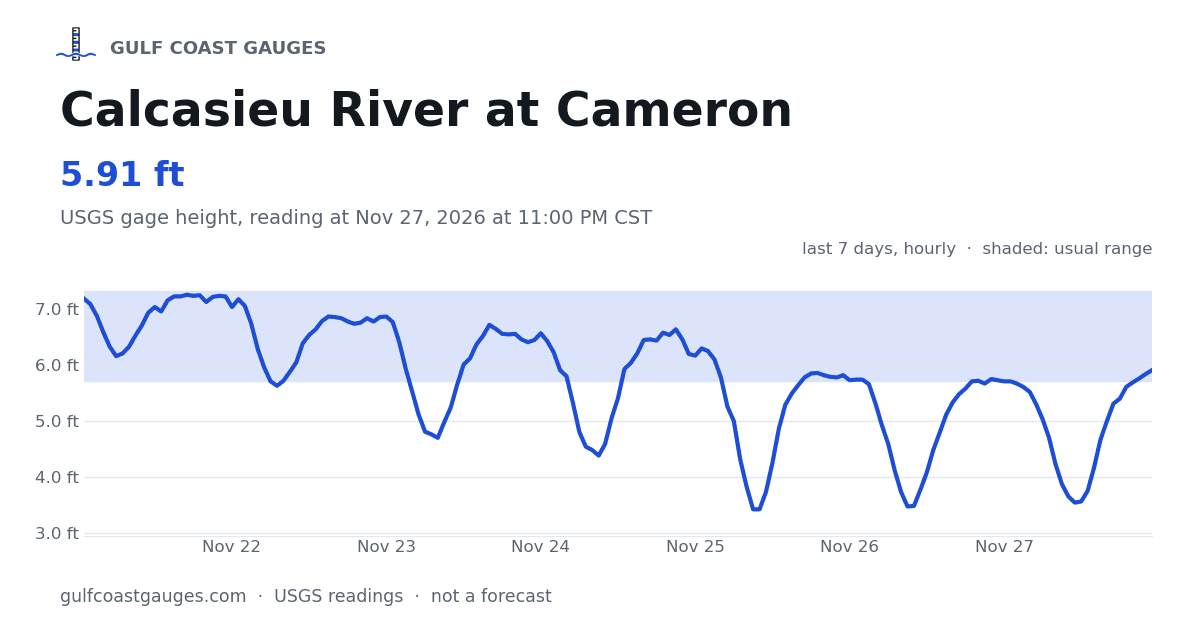 GULF COAST GAUGES
Calcasieu River at Cameron
5.91 ft
USGS gage height, reading at Nov 27, 2026 at 11:00 PM CST
last 7 days, hourly · shaded: usual range
7.0 ft
6.0 ft
5.0 ft
4.0 ft
3.0 ft
Nov 22 Nov 23 Nov 24 Nov 25 Nov 26 Nov 27
gulfcoastgauges.com · USGS readings · not a forecast